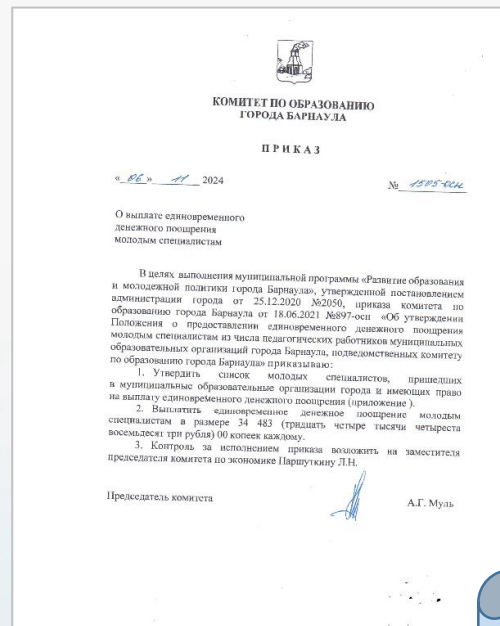 КОМИТЕТ ПО ОБРАЗОВАНИЮ
ГОРОДА БАРНАУЛА
ПРИКАЗ
« 06 » 11 2024
№ 1505-осн
О выплате единовременного
денежного поощрения
молодым специалистам
В целях выполнения муниципальной программы «Развитие образования
и молодежной политики города Барнаула», утвержденной постановлением
администрации города от 25.12.2020 №2050, приказа комитета по
образованию города Барнаула от 18.06.2021 №897-осн «Об утверждении
Положения о предоставлении единовременного денежного поощрения
молодым специалистам из числа педагогических работников муниципальных
образовательных организаций города Барнаула, подведомственных комитету
по образованию города Барнаула» приказываю:
1. Утвердить список молодых специалистов, пришедших
в муниципальные образовательные организации города и имеющих право
на выплату единовременного денежного поощрения (приложение ).
2. Выплатить единовременное денежное поощрение молодым
специалистам в размере 34 483 (тридцать четыре тысячи четыреста
восемьдесят три рубля) 00 копеек каждому.
3. Контроль за исполнением приказа возложить на заместителя
председателя комитета по экономике Паршуткину Л.Н.
Председатель комитета
А.Г. Муль